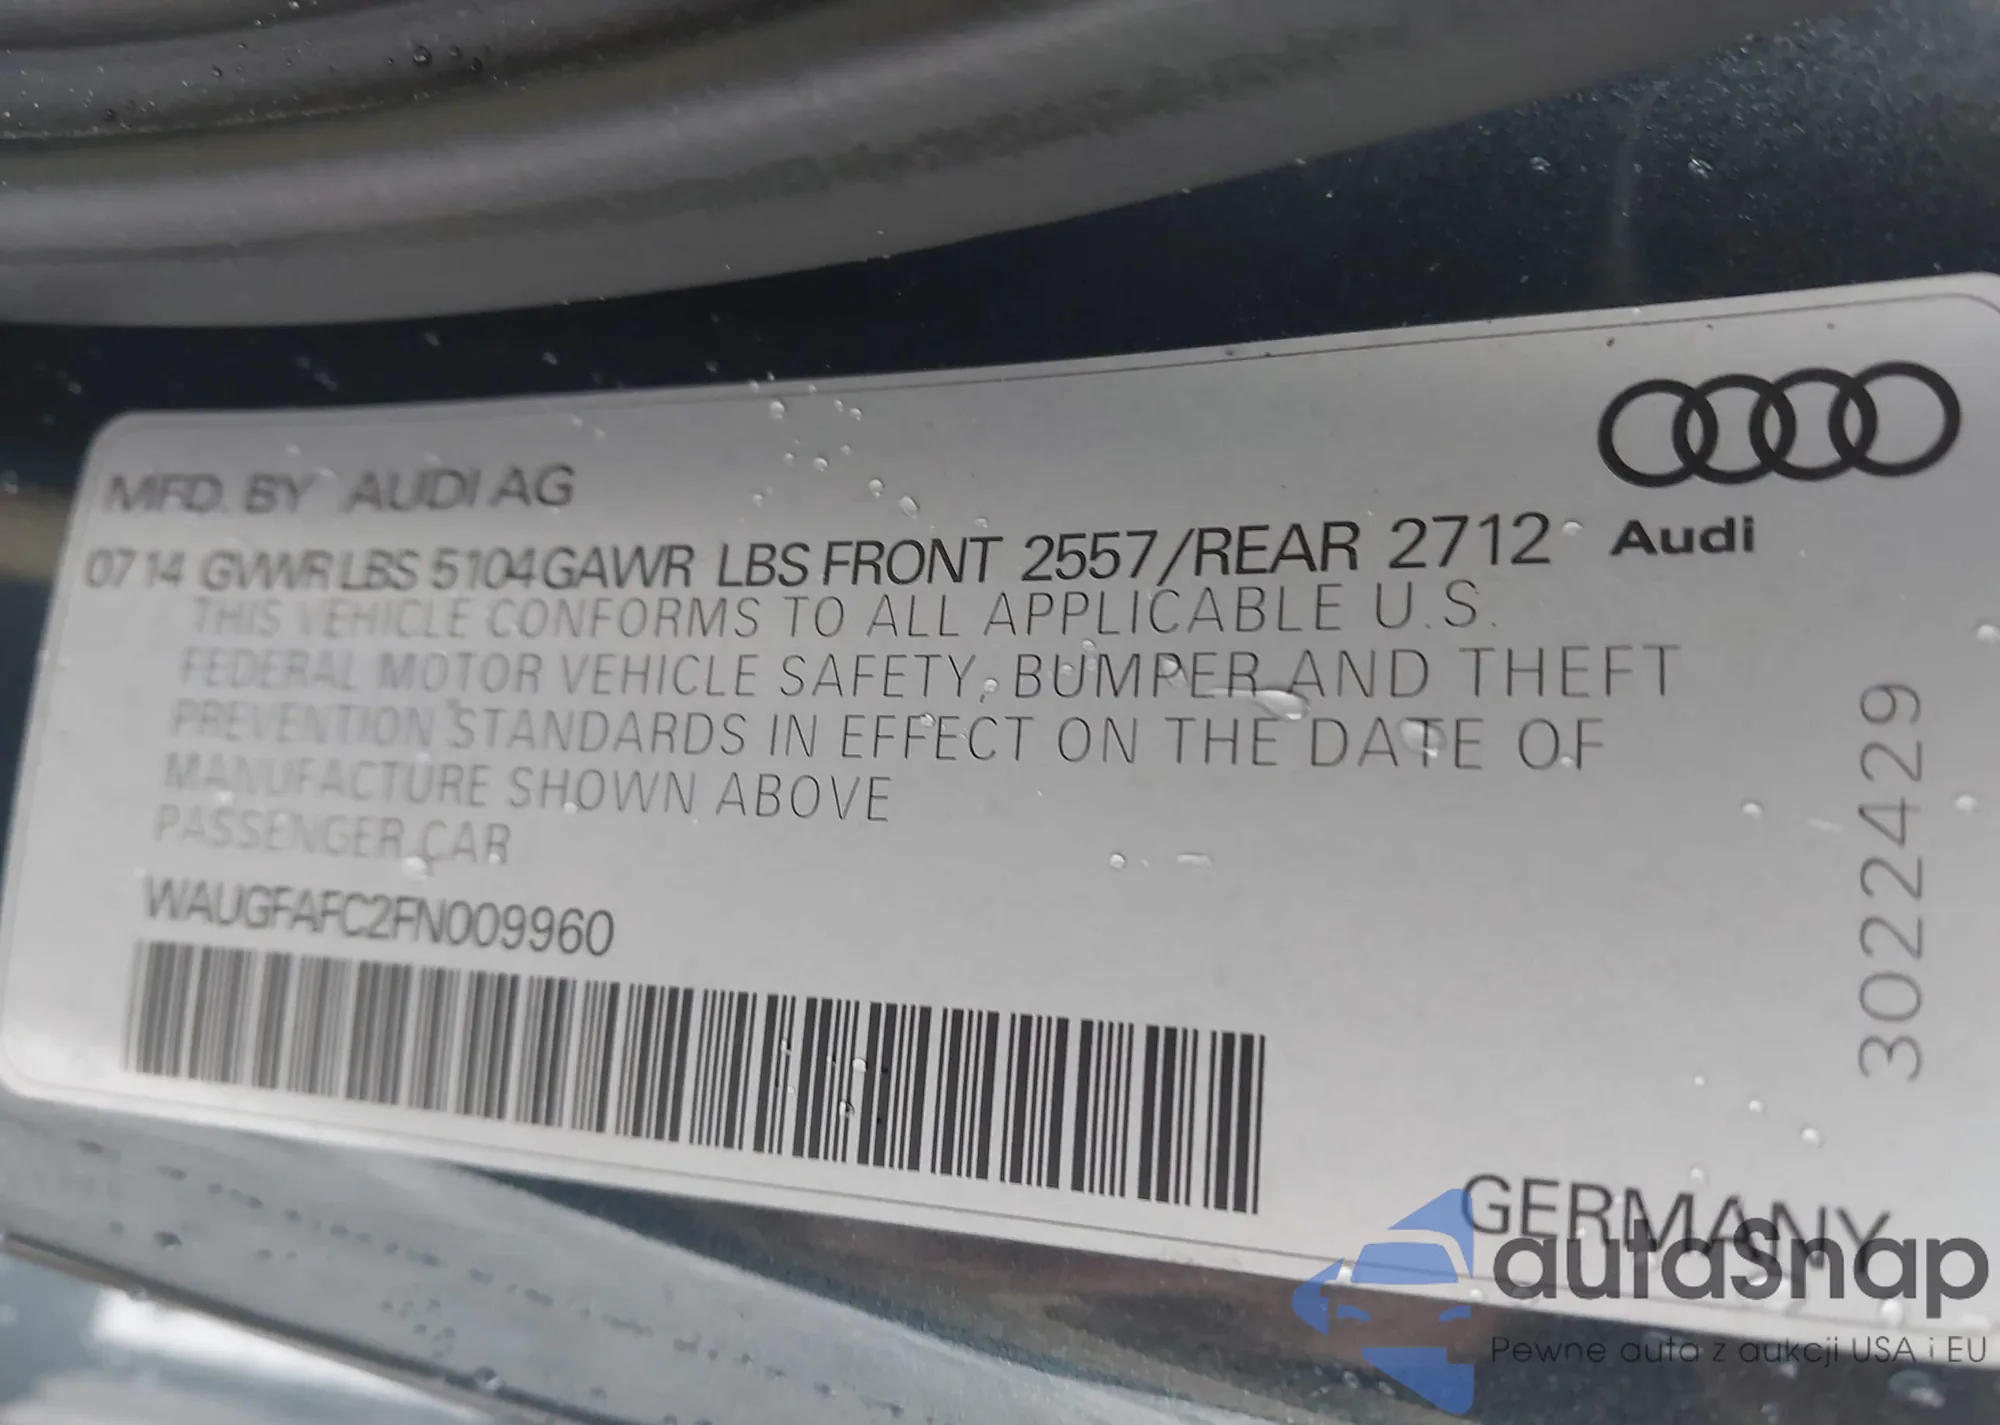 MFD. BY AUDI AG
07 14 GVWR LBS 5104 GAWR LBS FRONT 2557/REAR 2712
Audi
THIS VEHICLE CONFORMS TO ALL APPLICABLE U.S.
FEDERAL MOTOR VEHICLE SAFETY, BUMPER AND THEFT
PREVENTION STANDARDS IN EFFECT ON THE DATE OF
MANUFACTURE SHOWN ABOVE
PASSENGER CAR
WAUGFAFC2FN009960
3022429
GERMANY
autasnap
Pewne auta z aukcji USA i EU